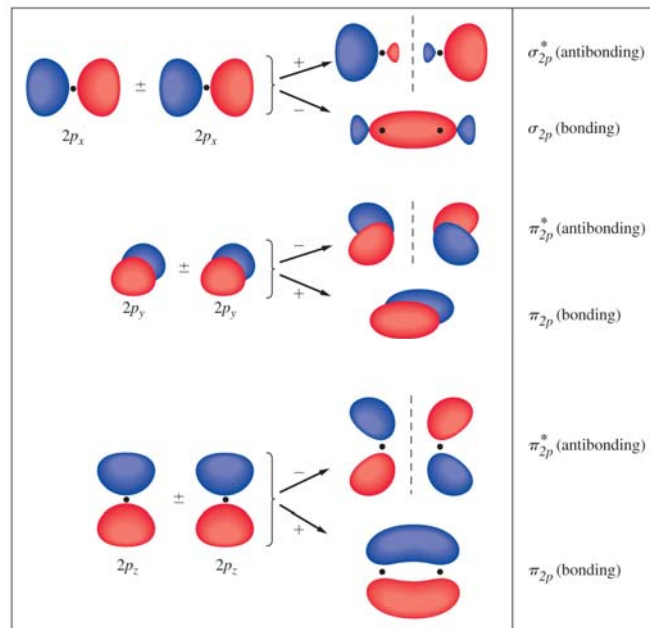 +
σ*2p (antibonding)
±
−
2px
2px
σ2p (bonding)
−
π*2p (antibonding)
±
+
2py
2py
π2p (bonding)
−
π*2p (antibonding)
±
+
2pz
2pz
π2p (bonding)